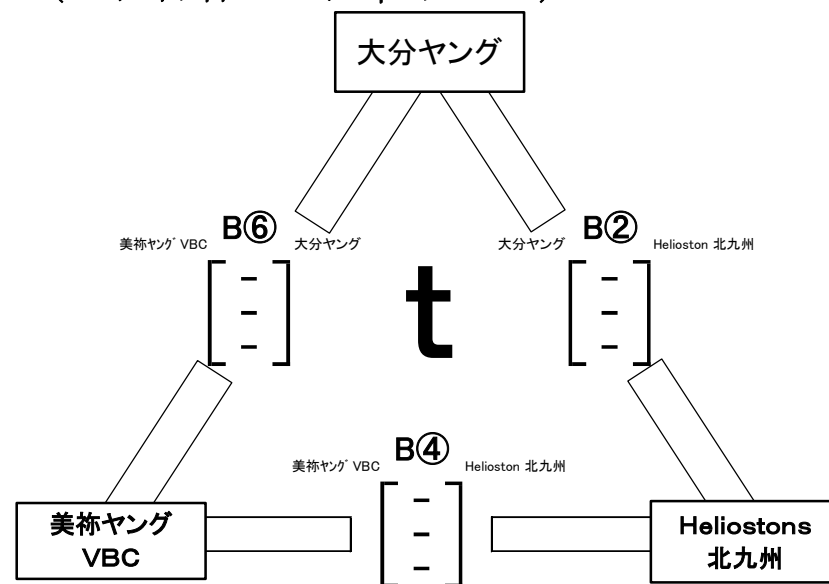 大分ヤング
B⑥
美祢ヤング VBC
大分ヤング
-
-
-
B②
大分ヤング
Helioston 北九州
-
-
-
t
B④
美祢ヤング VBC
Helioston 北九州
-
-
-
美祢ヤング
VBC
Heliostons
北九州